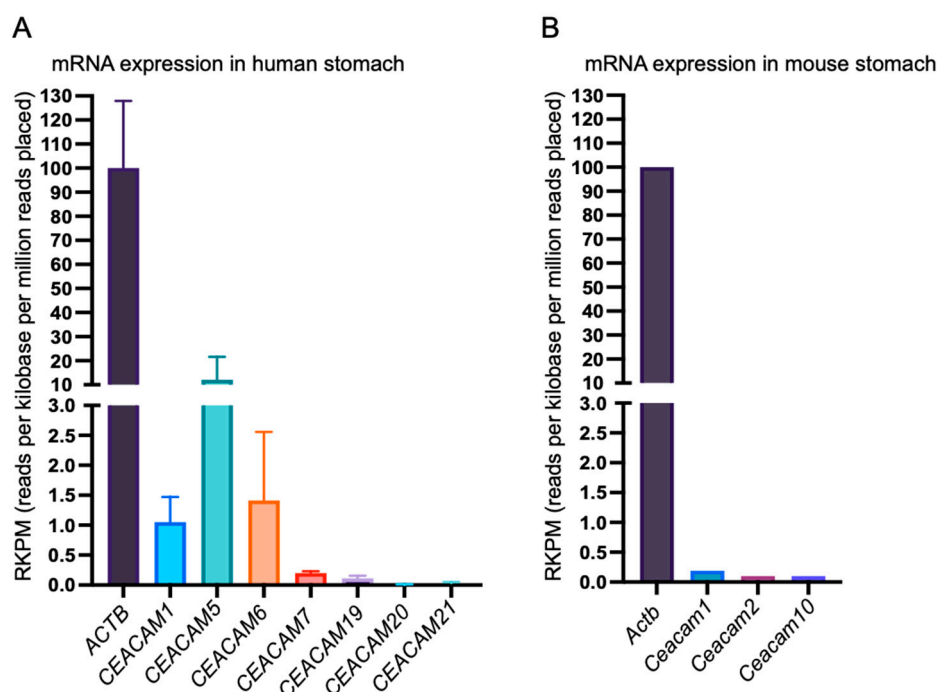 A
mRNA expression in human stomach
RKPM (reads per kilobase per million reads placed)
130
120
110
100
90
80
70
60
50
40
30
20
10
3.0
2.5
2.0
1.5
1.0
0.5
0.0
ACTB
CEACAM1
CEACAM5
CEACAM6
CEACAM7
CEACAM19
CEACAM20
CEACAM21
B
mRNA expression in mouse stomach
RKPM (reads per kilobase per million reads placed)
130
120
110
100
90
80
70
60
50
40
30
20
10
3.0
2.5
2.0
1.5
1.0
0.5
0.0
Actb
Ceacam1
Ceacam2
Ceacam10